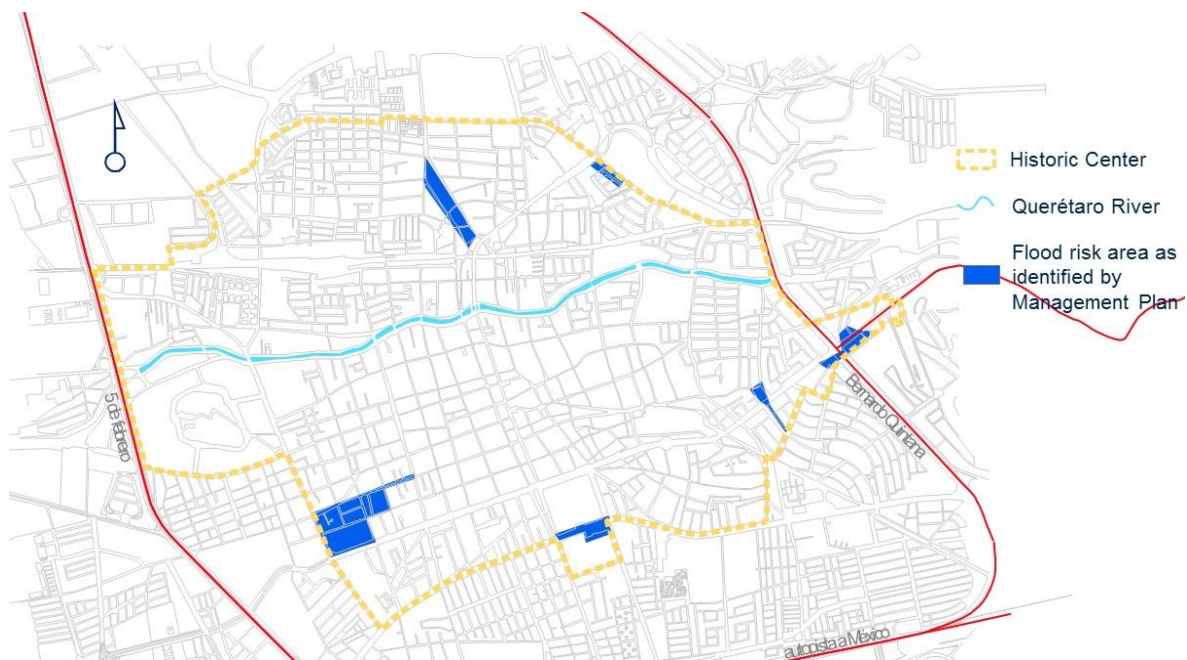 Historic Center
Querétaro River
Flood risk area as
identified by
Management Plan
5 de febrero
Bernardo Quintana
autopista a México